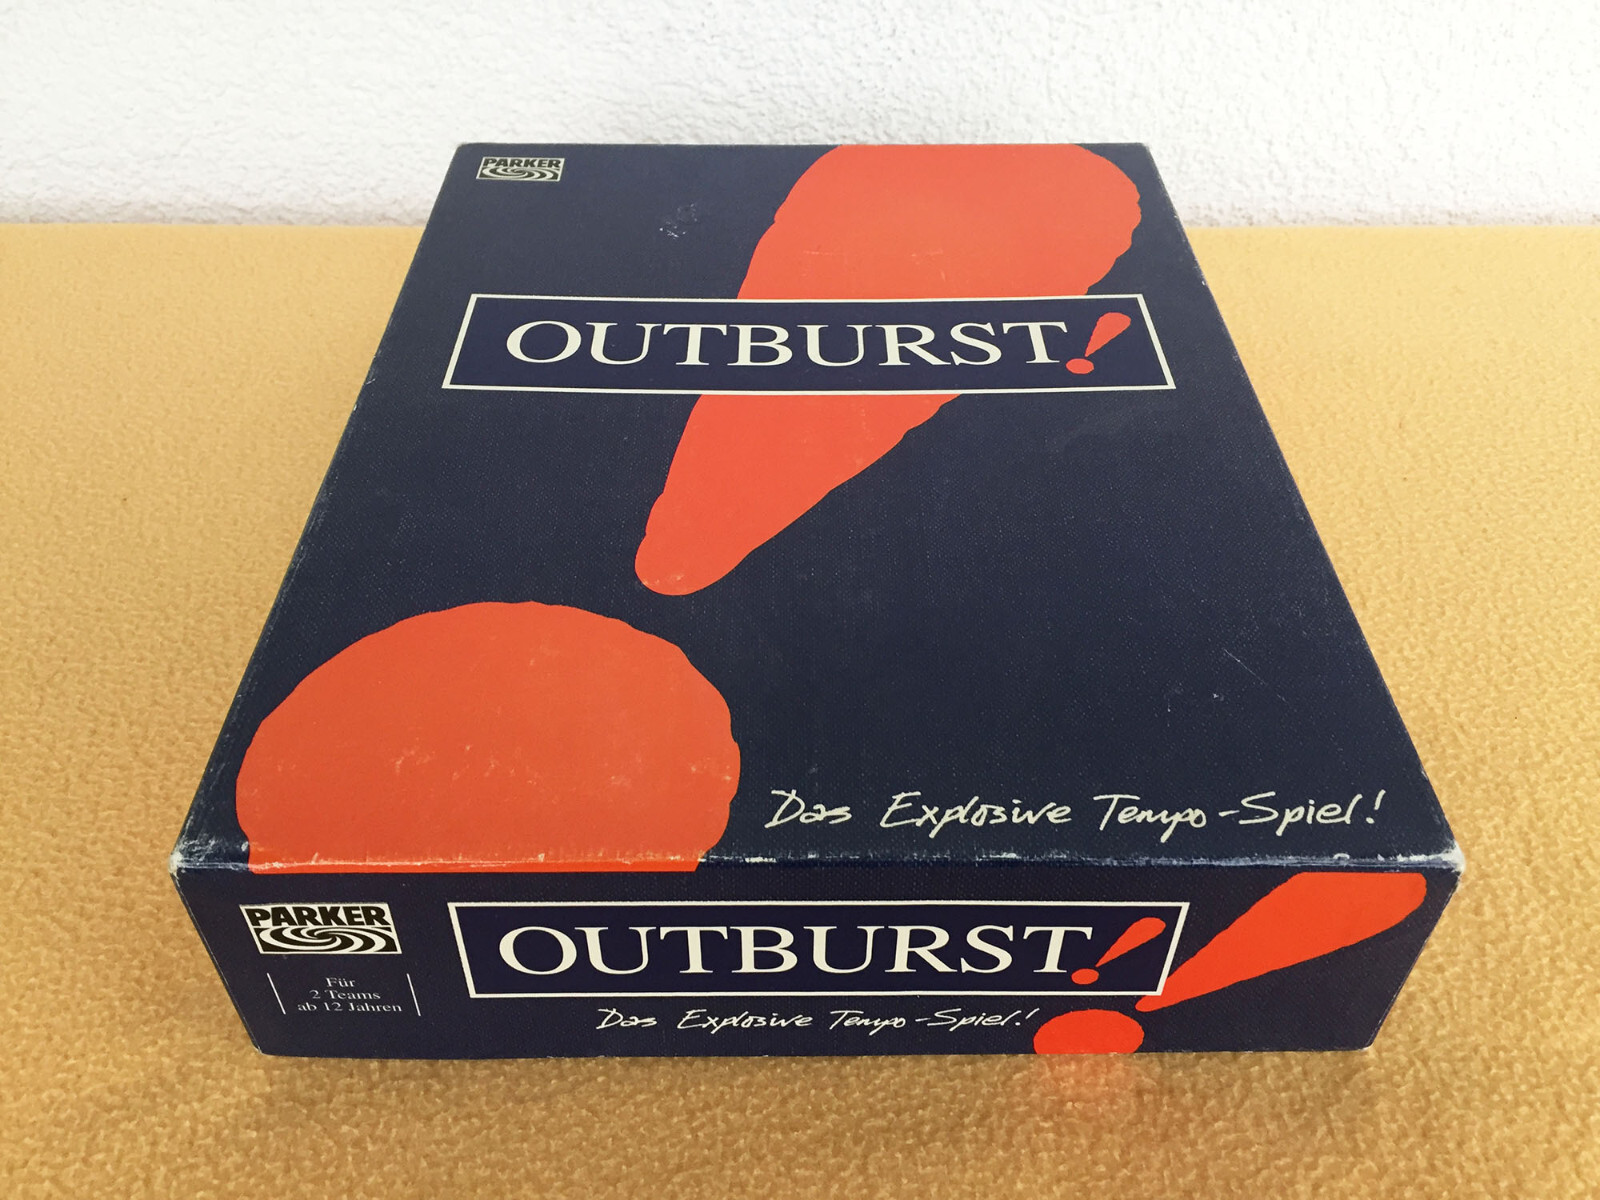 PARKER
OUTBURST!
Das Explosive Tempo-Spiel!
PARKER
OUTBURST!
Für
2 Teams
ab 12 Jahren
Das Explosive Tempo-Spiel!